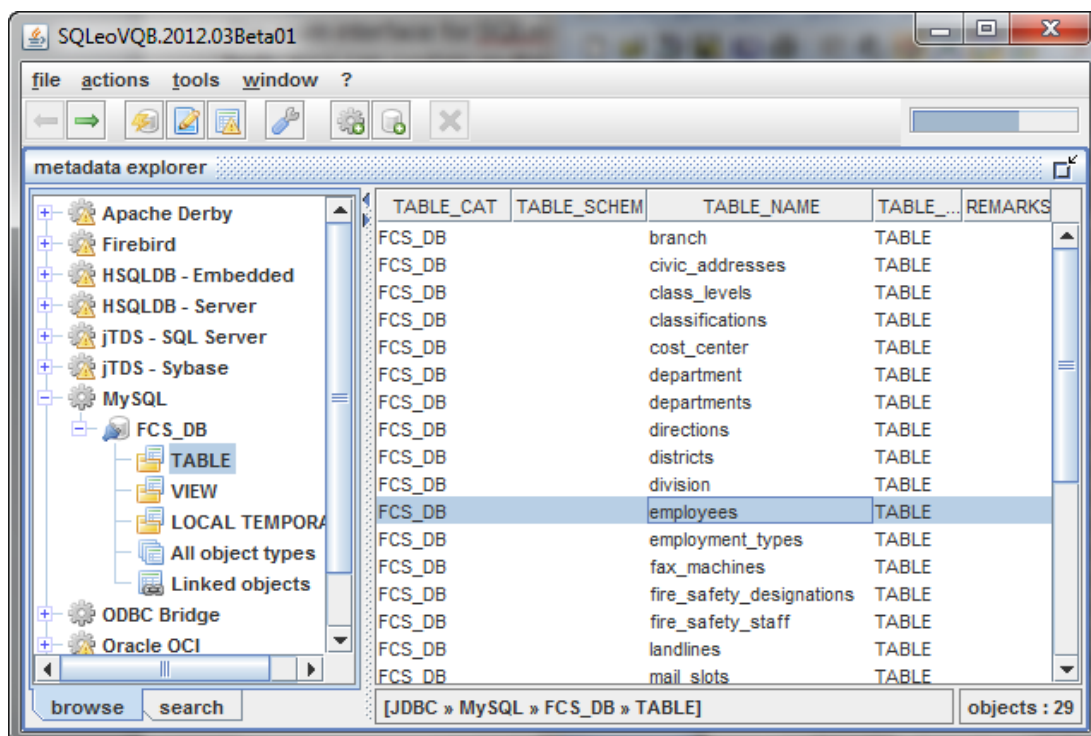 SQLeoVQB.2012.03Beta01
file actions tools window ?
metadata explorer
Apache Derby
Firebird
HSQLDB - Embedded
HSQLDB - Server
jTDS - SQL Server
jTDS - Sybase
MySQL
FCS_DB
TABLE
VIEW
LOCAL TEMPORA
All object types
Linked objects
ODBC Bridge
Oracle OCI
browse search
TABLE_CAT TABLE_SCHEM TABLE_NAME TABLE_... REMARKS
FCS_DB branch TABLE
FCS_DB civic_addresses TABLE
FCS_DB class_levels TABLE
FCS_DB classifications TABLE
FCS_DB cost_center TABLE
FCS_DB department TABLE
FCS_DB departments TABLE
FCS_DB directions TABLE
FCS_DB districts TABLE
FCS_DB division TABLE
FCS_DB employees TABLE
FCS_DB employment_types TABLE
FCS_DB fax_machines TABLE
FCS_DB fire_safety_designations TABLE
FCS_DB fire_safety_staff TABLE
FCS_DB landlines TABLE
FCS_DB mail_slots TABLE
[JDBC » MySQL » FCS_DB » TABLE] objects : 29